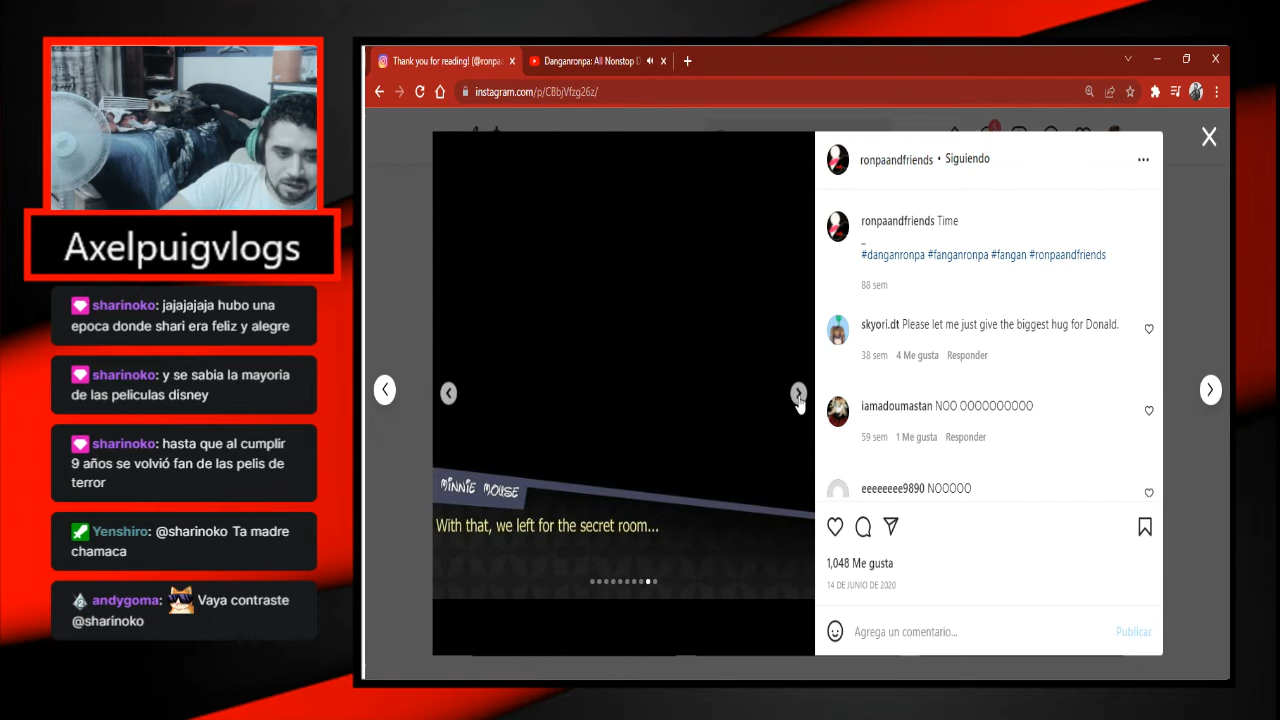 Axelpuigvlogs
sharinoko: jajajajaja hubo una
epoca donde shari era feliz y alegre
sharinoko: y se sabia la mayoria
de las peliculas disney
sharinoko: hasta que al cumplir
9 años se volvió fan de las pelis de
terror
Yenshiro: @sharinoko Ta madre
chamaca
andygoma: Vaya contraste
@sharinoko
Thank you for reading! (@ronpa
Danganronpa: All Nonstop D
instagram.com/p/CBbjVfzg26z/
MINNIE MOUSE
With that, we left for the secret room...
ronpaandfriends • Siguiendo
ronpaandfriends Time
_
#danganronpa #fanganronpa #fangan #ronpaandfriends
88 sem
skyori.dt Please let me just give the biggest hug for Donald.
38 sem 4 Me gusta Responder
iamadoumastan NOO OOOOOOOOOO
59 sem 1 Me gusta Responder
eeeeeeee9890 NOOOOO
1,048 Me gusta
14 DE JUNIO DE 2020
Agrega un comentario...
Publicar